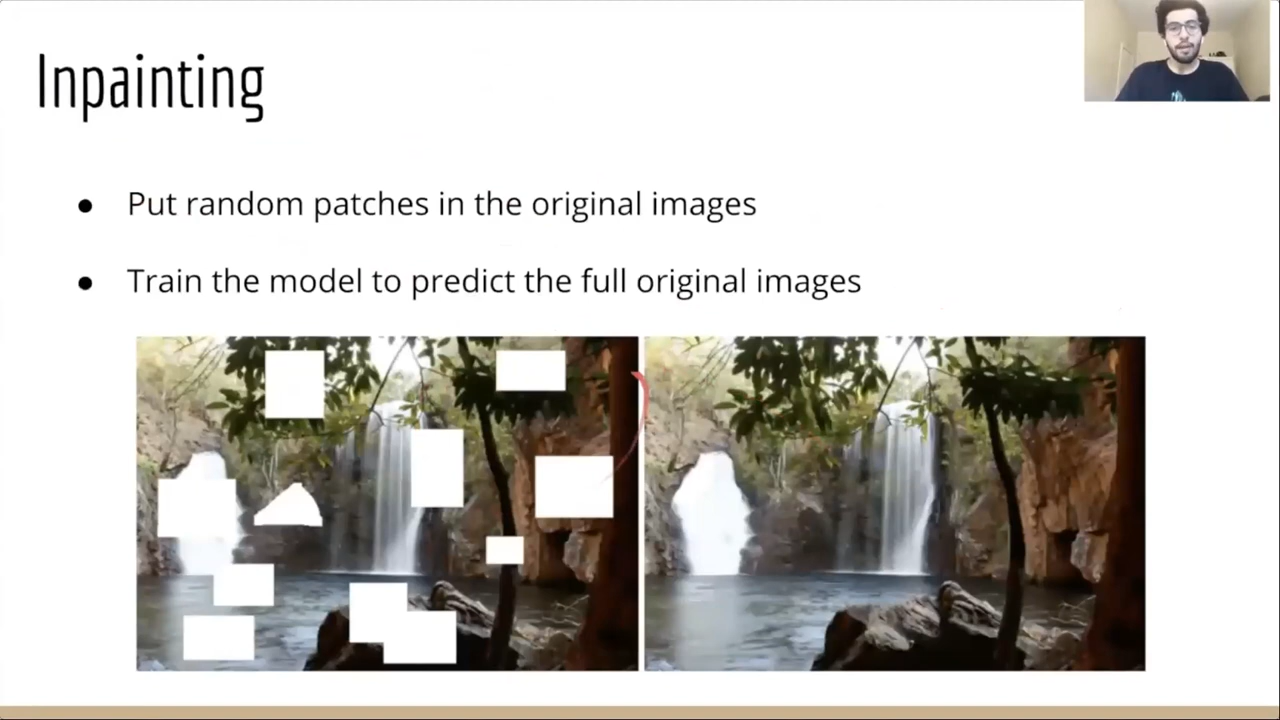 Inpainting
● Put random patches in the original images
● Train the model to predict the full original images